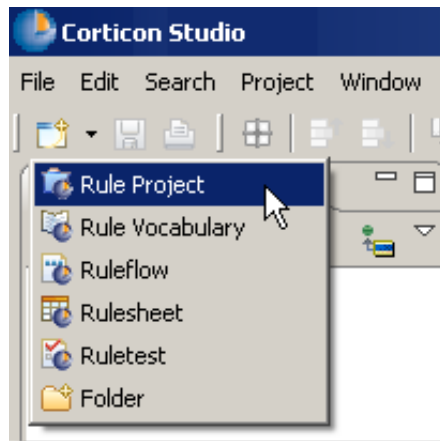 Corticon Studio
File Edit Search Project Window
Rule Project
Rule Vocabulary
Ruleflow
Rulesheet
Ruletest
Folder